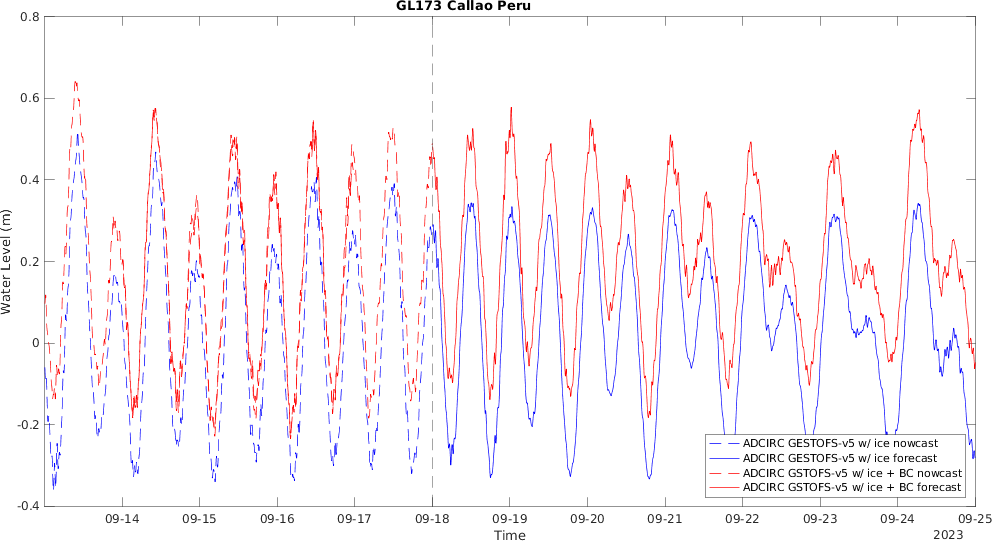 GL173 Callao Peru
Water Level (m)
0.8
0.6
0.4
0.2
0
-0.2
-0.4
ADCIRC GESTOFS-v5 w/ ice nowcast
ADCIRC GESTOFS-v5 w/ ice forecast
ADCIRC GSTOFS-v5 w/ ice + BC nowcast
ADCIRC GSTOFS-v5 w/ ice + BC forecast
09-14 09-15 09-16 09-17 09-18 09-19 09-20 09-21 09-22 09-23 09-24 09-25
Time
2023